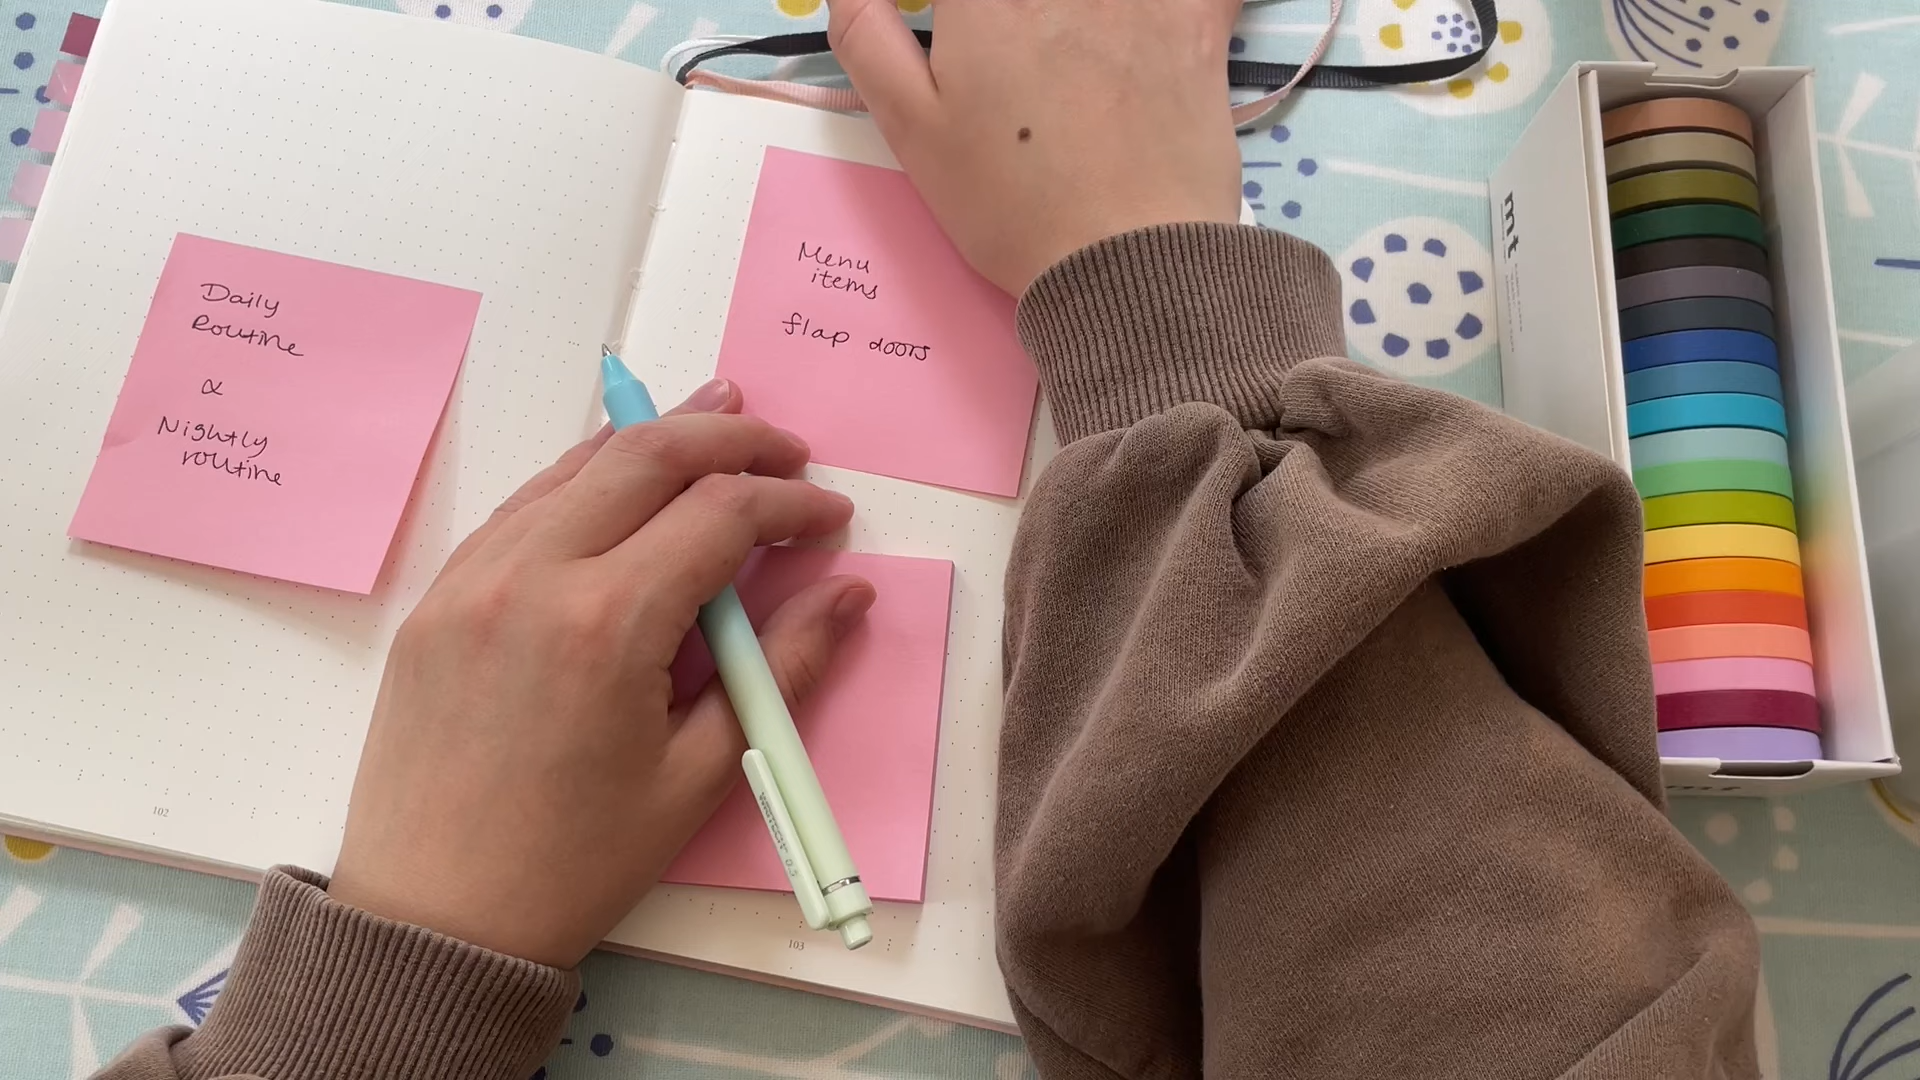 Daily
Routine
&
Nightly
routine
102
Menu
items
flap doors
103
mt